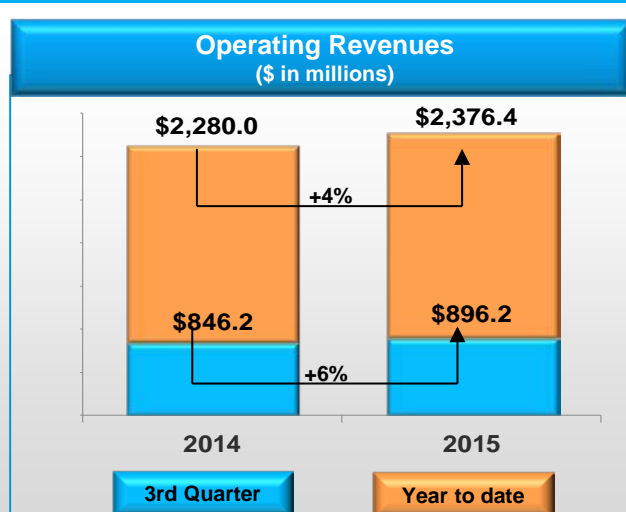 Operating Revenues
($ in millions)
$2,280.0
$2,376.4
+4%
$846.2
$896.2
+6%
2014
2015
3rd Quarter
Year to date